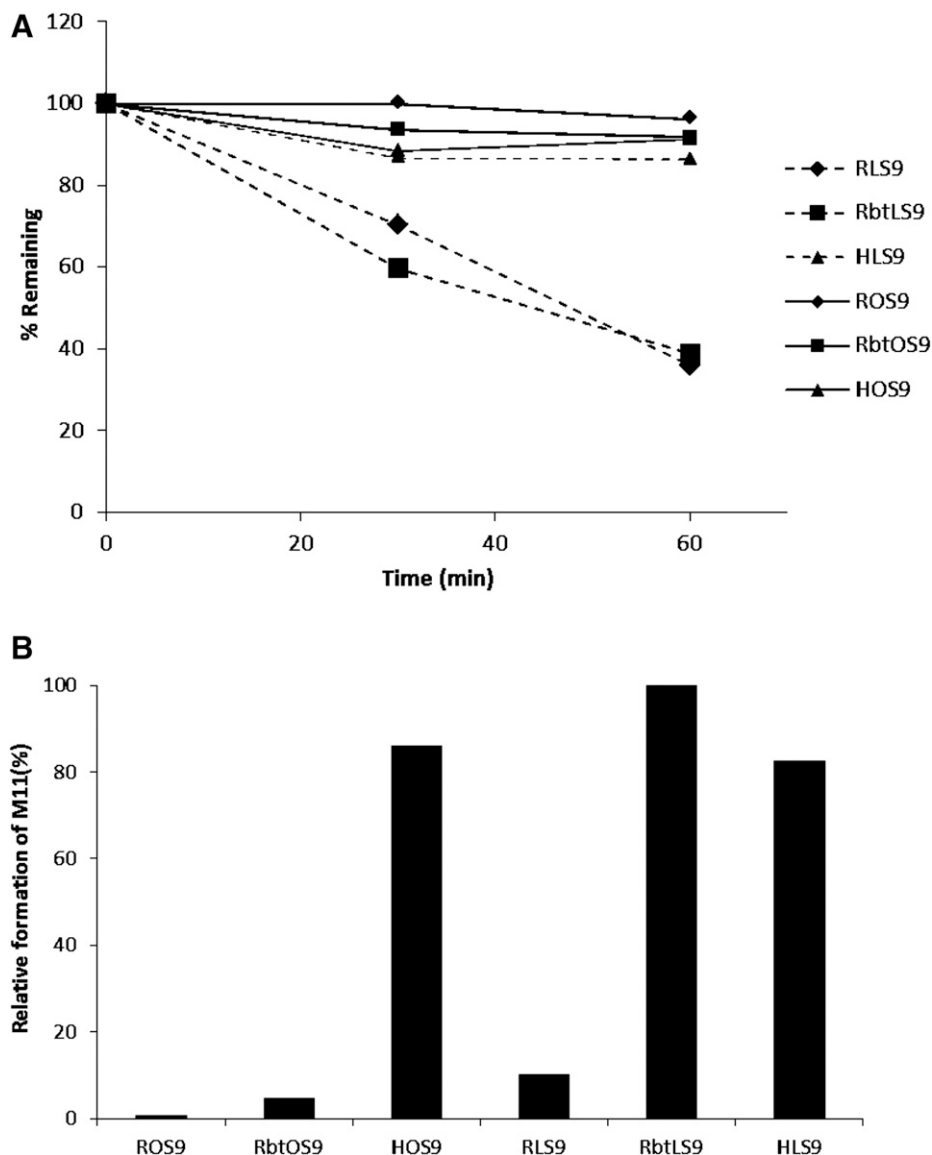 A
120
100
80
60
40
20
0
% Remaining
0 20 40 60
Time (min)
RLS9
RbtLS9
HLS9
ROS9
RbtOS9
HOS9
B
100
80
60
40
20
0
Relative formation of M11(%)
ROS9 RbtOS9 HOS9 RLS9 RbtLS9 HLS9